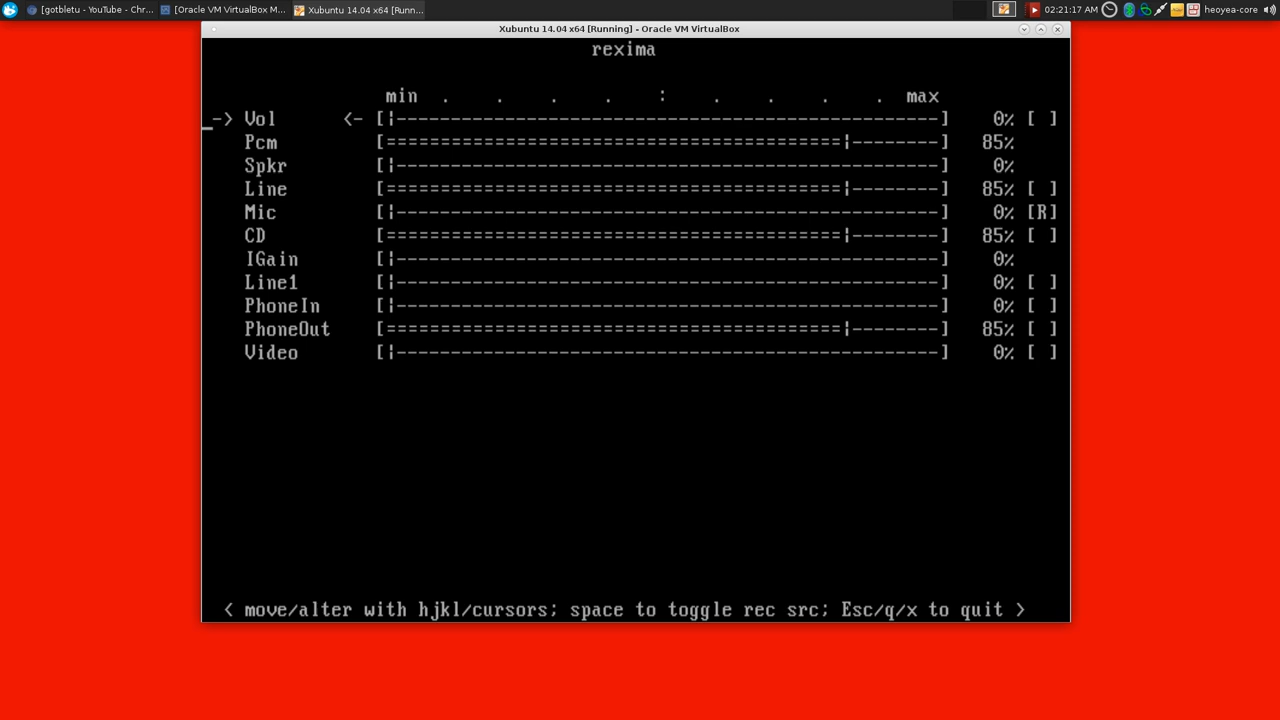 [gotbletu - YouTube - Chr... [Oracle VM VirtualBox M... Xubuntu 14.04 x64 [Runn... 02:21:17 AM heoyea-core
Xubuntu 14.04 x64 [Running] - Oracle VM VirtualBox
rexima
min . . . . : . . . . max
-> Vol <- [¦---------------------------------------------------] 0% [ ]
Pcm [==========================================¦--------] 85%
Spkr [¦---------------------------------------------------] 0%
Line [==========================================¦--------] 85% [ ]
Mic [¦---------------------------------------------------] 0% [R]
CD [==========================================¦--------] 85% [ ]
IGain [¦---------------------------------------------------] 0%
Line1 [¦---------------------------------------------------] 0% [ ]
PhoneIn [¦---------------------------------------------------] 0% [ ]
PhoneOut [==========================================¦--------] 85% [ ]
Video [¦---------------------------------------------------] 0% [ ]
< move/alter with hjkl/cursors; space to toggle rec src; Esc/q/x to quit >